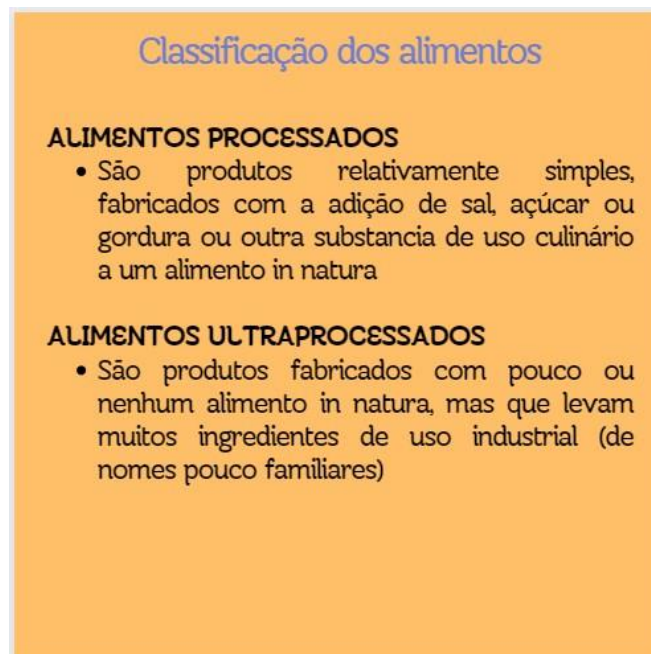 Classificação dos alimentos
ALIMENTOS PROCESSADOS
• São produtos relativamente simples,
fabricados com a adição de sal, açúcar ou
gordura ou outra substancia de uso culinário
a um alimento in natura
ALIMENTOS ULTRAPROCESSADOS
• São produtos fabricados com pouco ou
nenhum alimento in natura, mas que levam
muitos ingredientes de uso industrial (de
nomes pouco familiares)